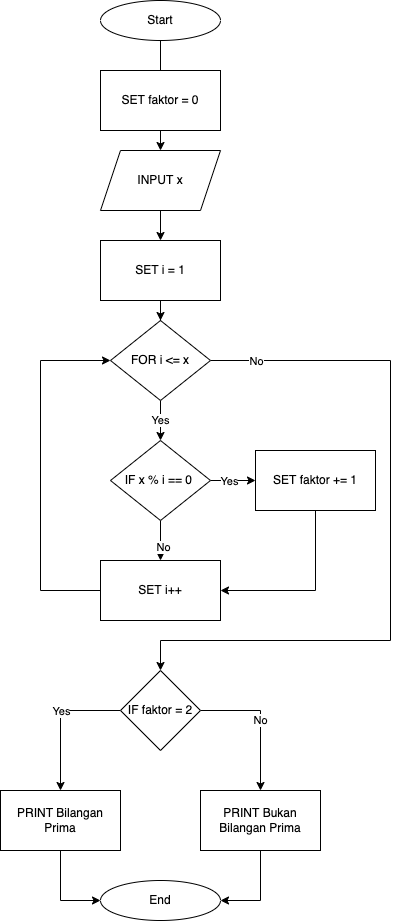 Start
SET faktor = 0
INPUT x
SET i = 1
FOR i <= x
No
Yes
IF x % i == 0
Yes
SET faktor += 1
No
SET i++
IF faktor = 2
Yes
No
PRINT Bilangan
Prima
PRINT Bukan
Bilangan Prima
End